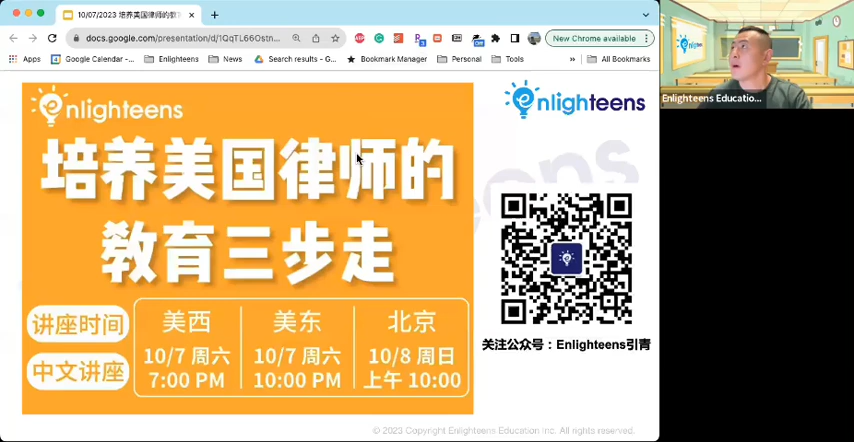 10/07/2023 培养美国律师的教
docs.google.com/presentation/d/1QqTL66Ostn...
New Chrome available
Apps
Google Calendar –...
Enlighteens
News
Search results - G...
Bookmark Manager
Personal
Tools
»
All Bookmarks
Enlighteens
培养美国律师的
教育三步走
讲座时间
中文讲座
美西
10/7 周六
7:00 PM
美东
10/7 周六
10:00 PM
北京
10/8 周日
上午 10:00
enlighteens
关注公众号：Enlighteens引青
© 2023 Copyright Enlighteens Education Inc. All rights reserved.
Enlighteens Educatio...